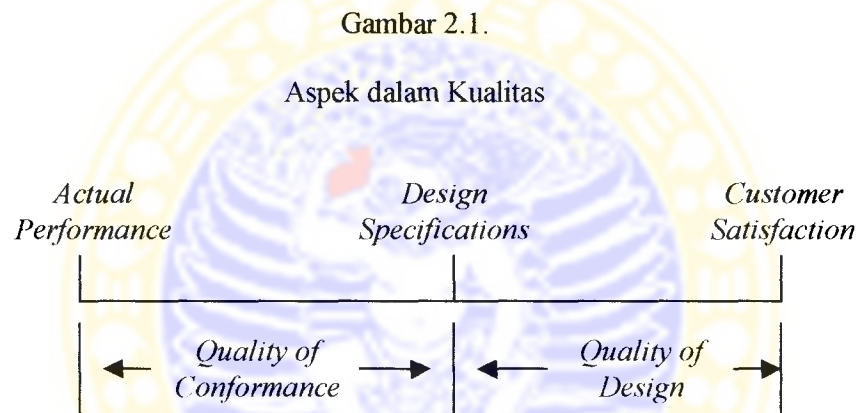 Gambar 2.1.
Aspek dalam Kualitas
Actual Design Customer
Performance Specifications Satisfaction
Quality of Quality of
Conformance Design